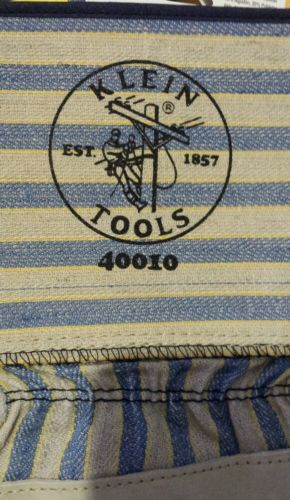 KLEIN
®
EST. 1857
TOOLS
40010